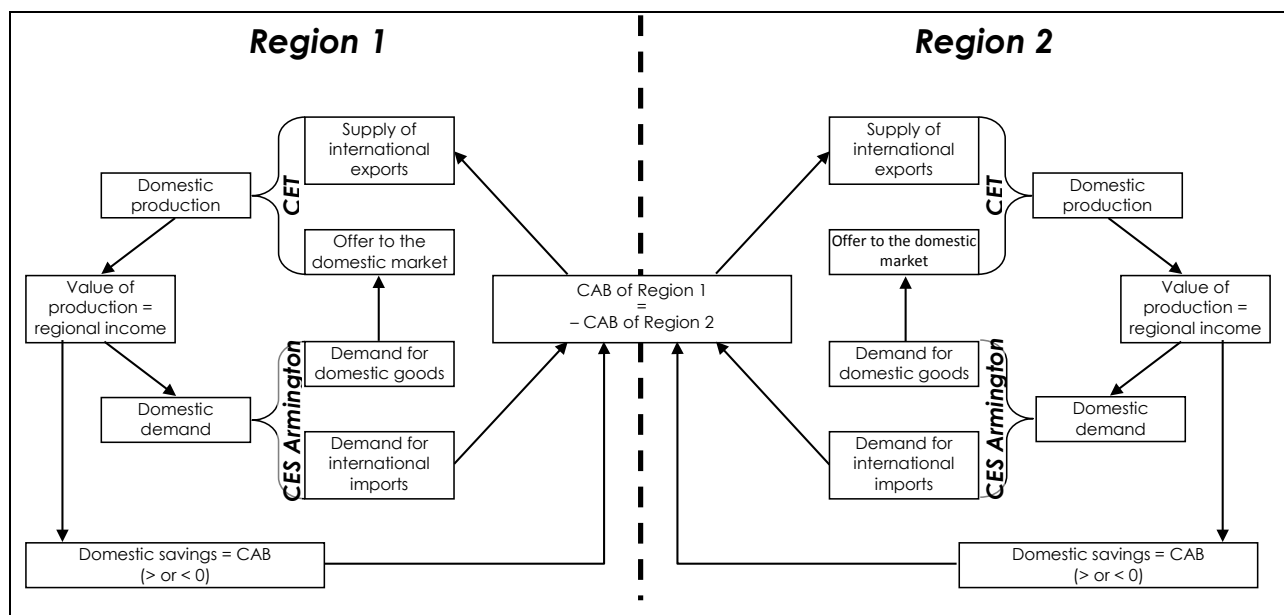 Region 1
Supply of
international
exports
CET
Domestic
production
Offer to the
domestic market
Value of
production =
regional income
CES Armington
Demand for
domestic goods
Domestic
demand
Demand for
international
imports
Domestic savings = CAB
(> or < 0)
CAB of Region 1
=
– CAB of Region 2
Region 2
Supply of
international
exports
CET
Domestic
production
Offer to the domestic
market
Value of
production =
regional income
Demand for
domestic goods
CES Armington
Domestic
demand
Demand for
international
imports
Domestic savings = CAB
(> or < 0)